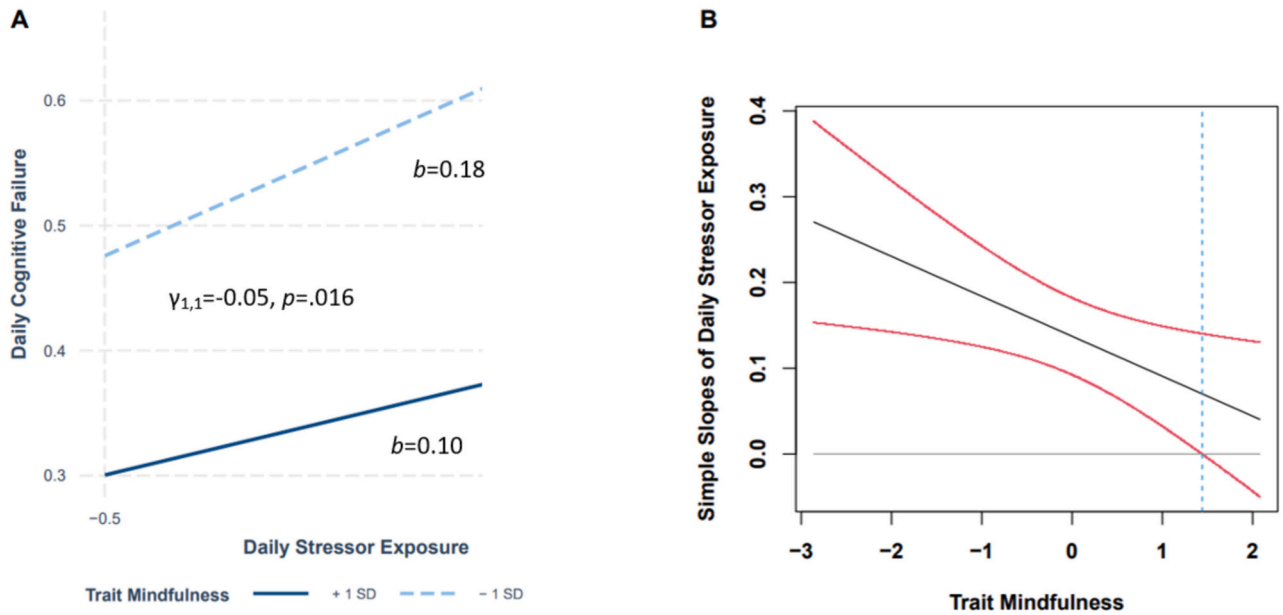 A
Daily Cognitive Failure
0.6
0.5
0.4
0.3
b=0.18
γ1,1=-0.05, p=.016
b=0.10
−0.5
Daily Stressor Exposure
Trait Mindfulness + 1 SD − 1 SD
B
Simple Slopes of Daily Stressor Exposure
0.4
0.3
0.2
0.1
0.0
−3 −2 −1 0 1 2
Trait Mindfulness